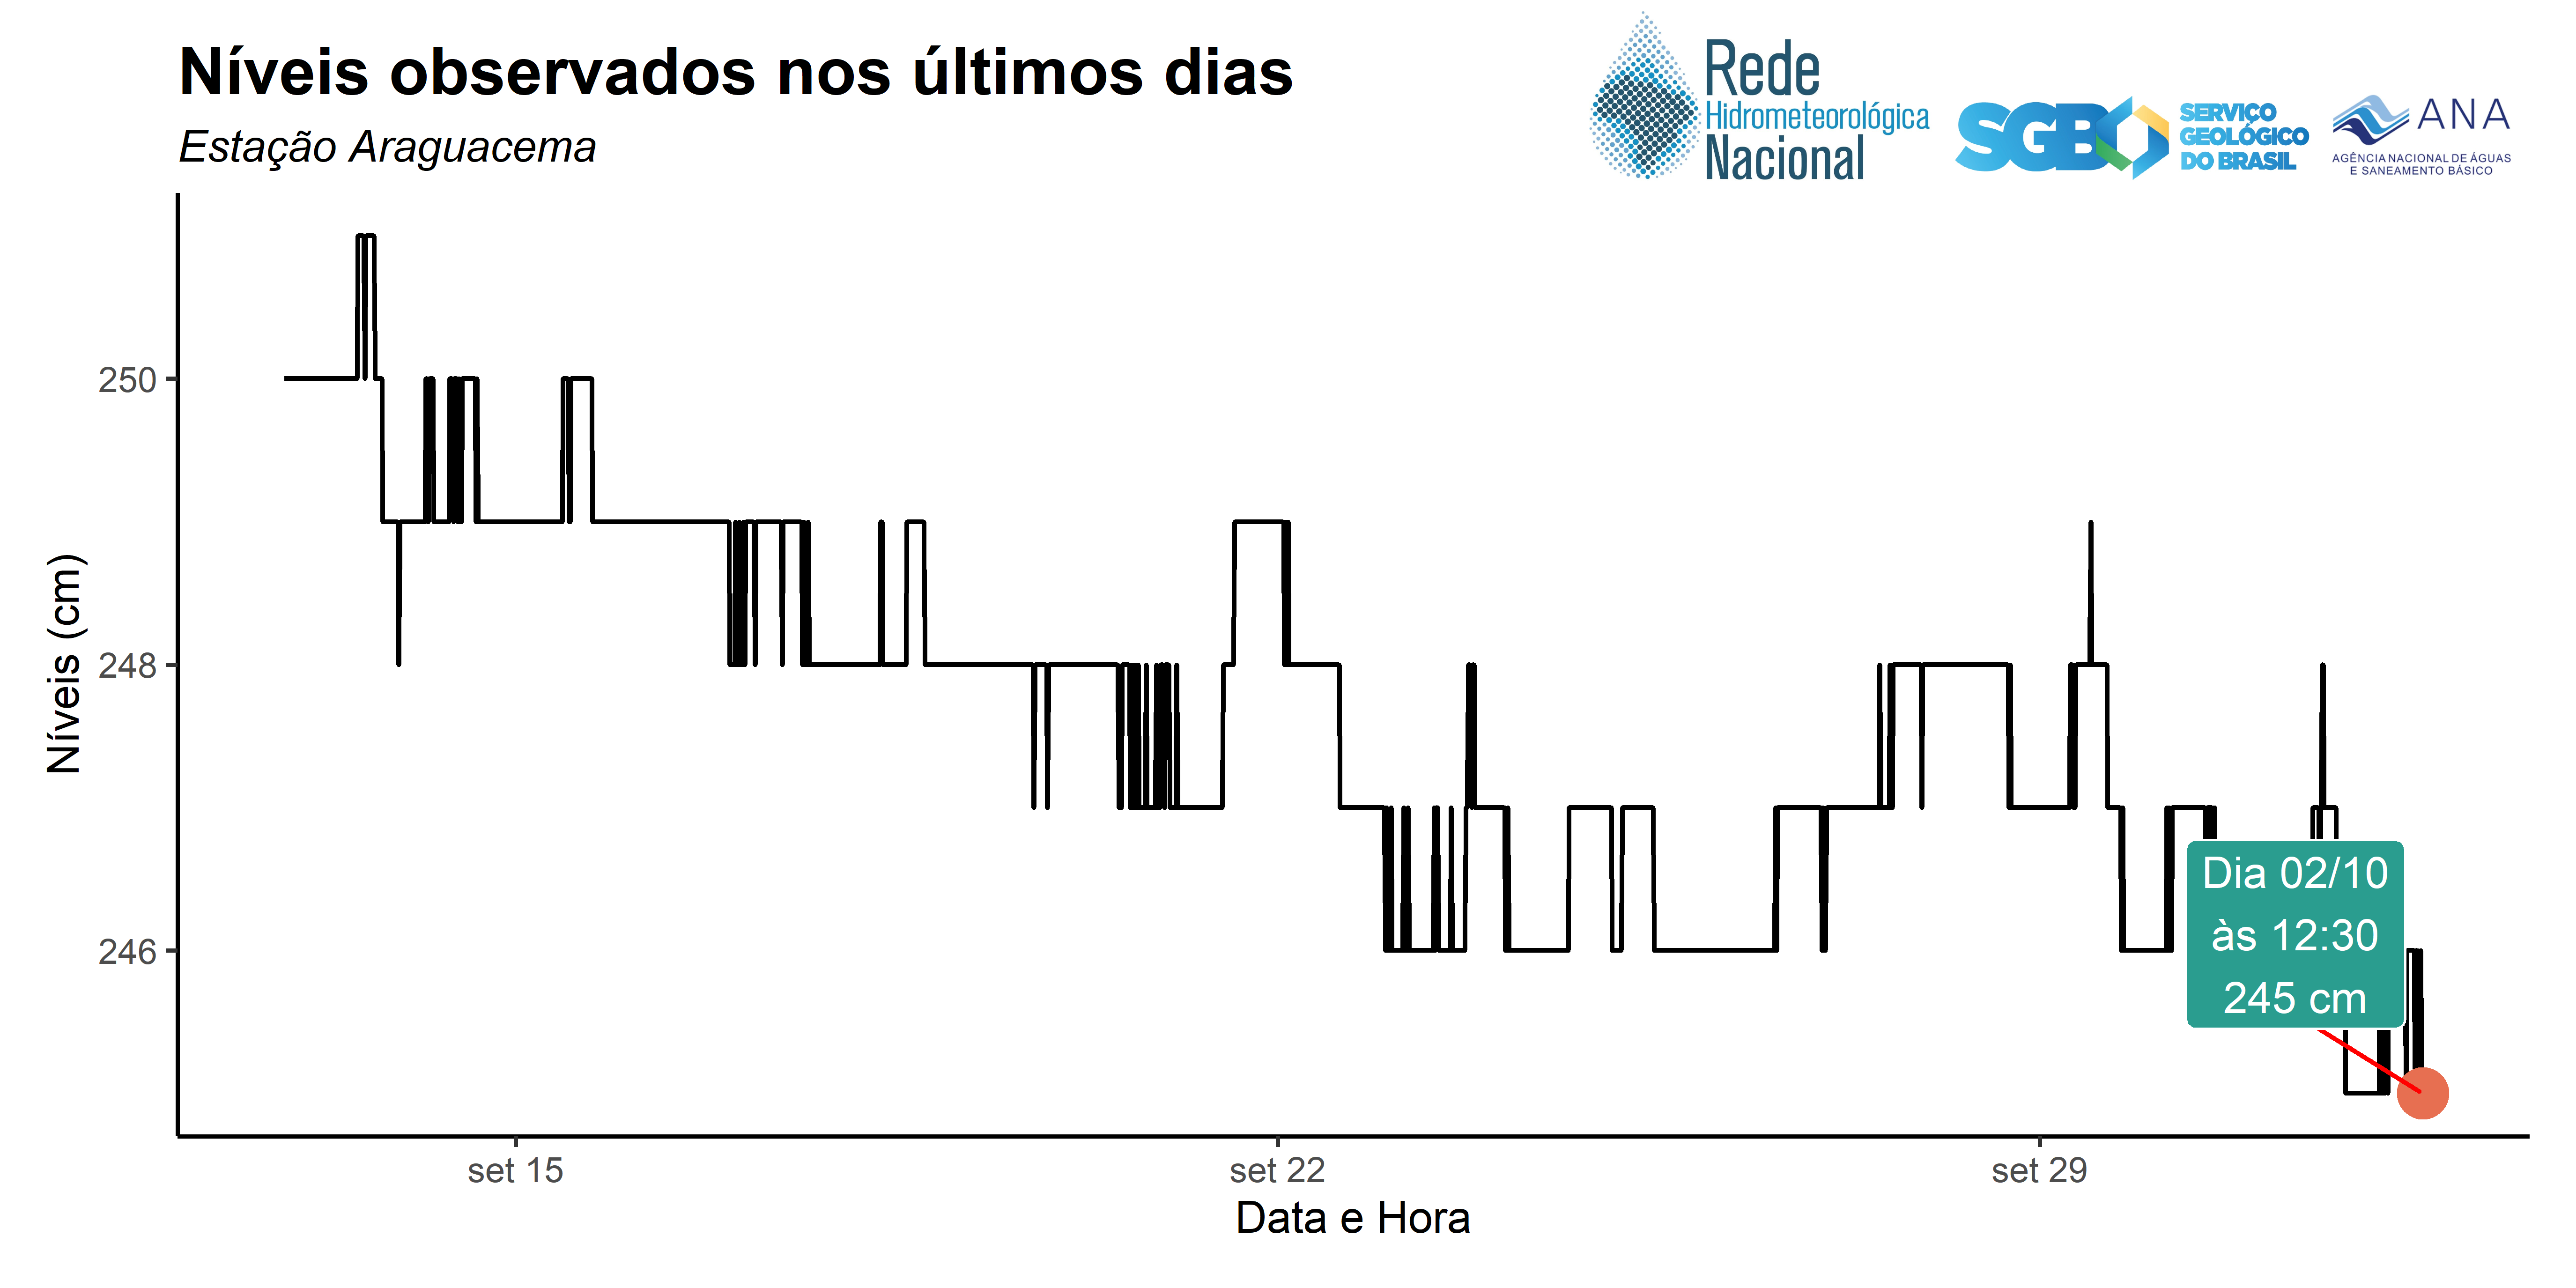 Níveis observados nos últimos dias
Estação Araguacema
Rede
Hidrometeorológica
Nacional
SGB
SERVIÇO
GEOLÓGICO
DO BRASIL
ANA
AGÊNCIA NACIONAL DE ÁGUAS
E SANEAMENTO BÁSICO
Níveis (cm)
250
248
246
Dia 02/10
às 12:30
245 cm
set 15
set 22
set 29
Data e Hora